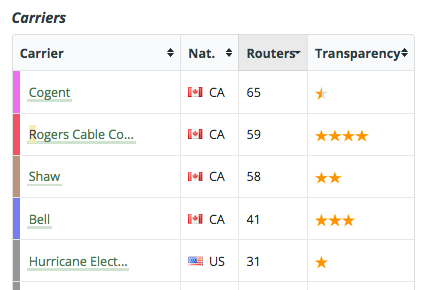 Carriers
Carrier Nat. Routers Transparency
Cogent CA 65
Rogers Cable Co... CA 59
Shaw CA 58
Bell CA 41
Hurricane Elect... US 31